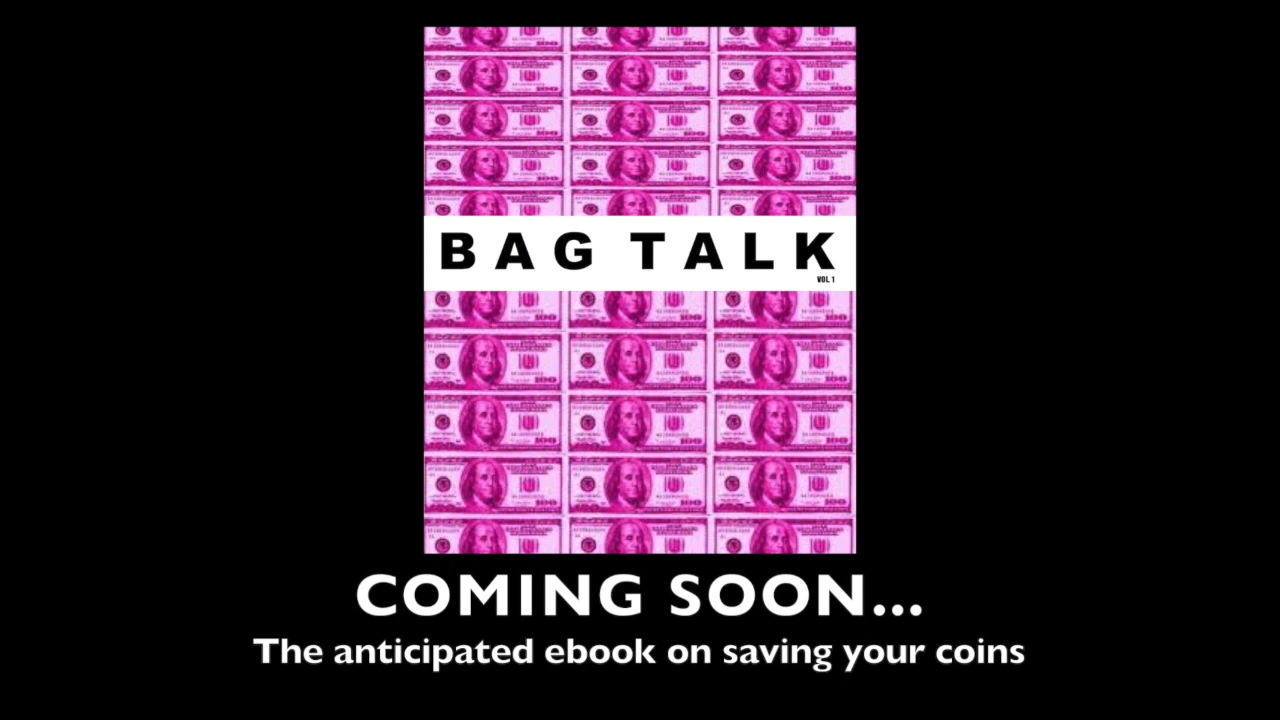 BAG TALK
VOL 1
COMING SOON...
The anticipated ebook on saving your coins